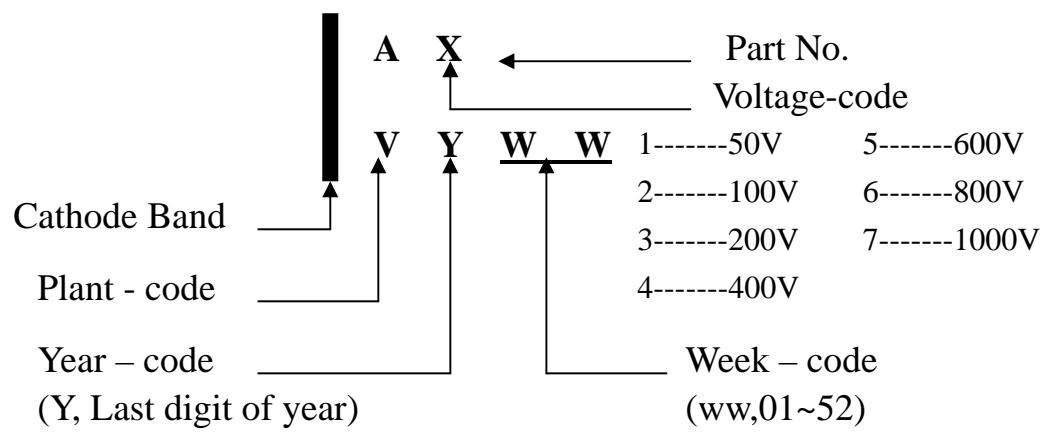 A X Part No.
Voltage-code
V Y W W 1-------50V 5-------600V
2-------100V 6-------800V
Cathode Band 3-------200V 7-------1000V
Plant - code 4-------400V
Year – code Week – code
(Y, Last digit of year) (ww,01~52)